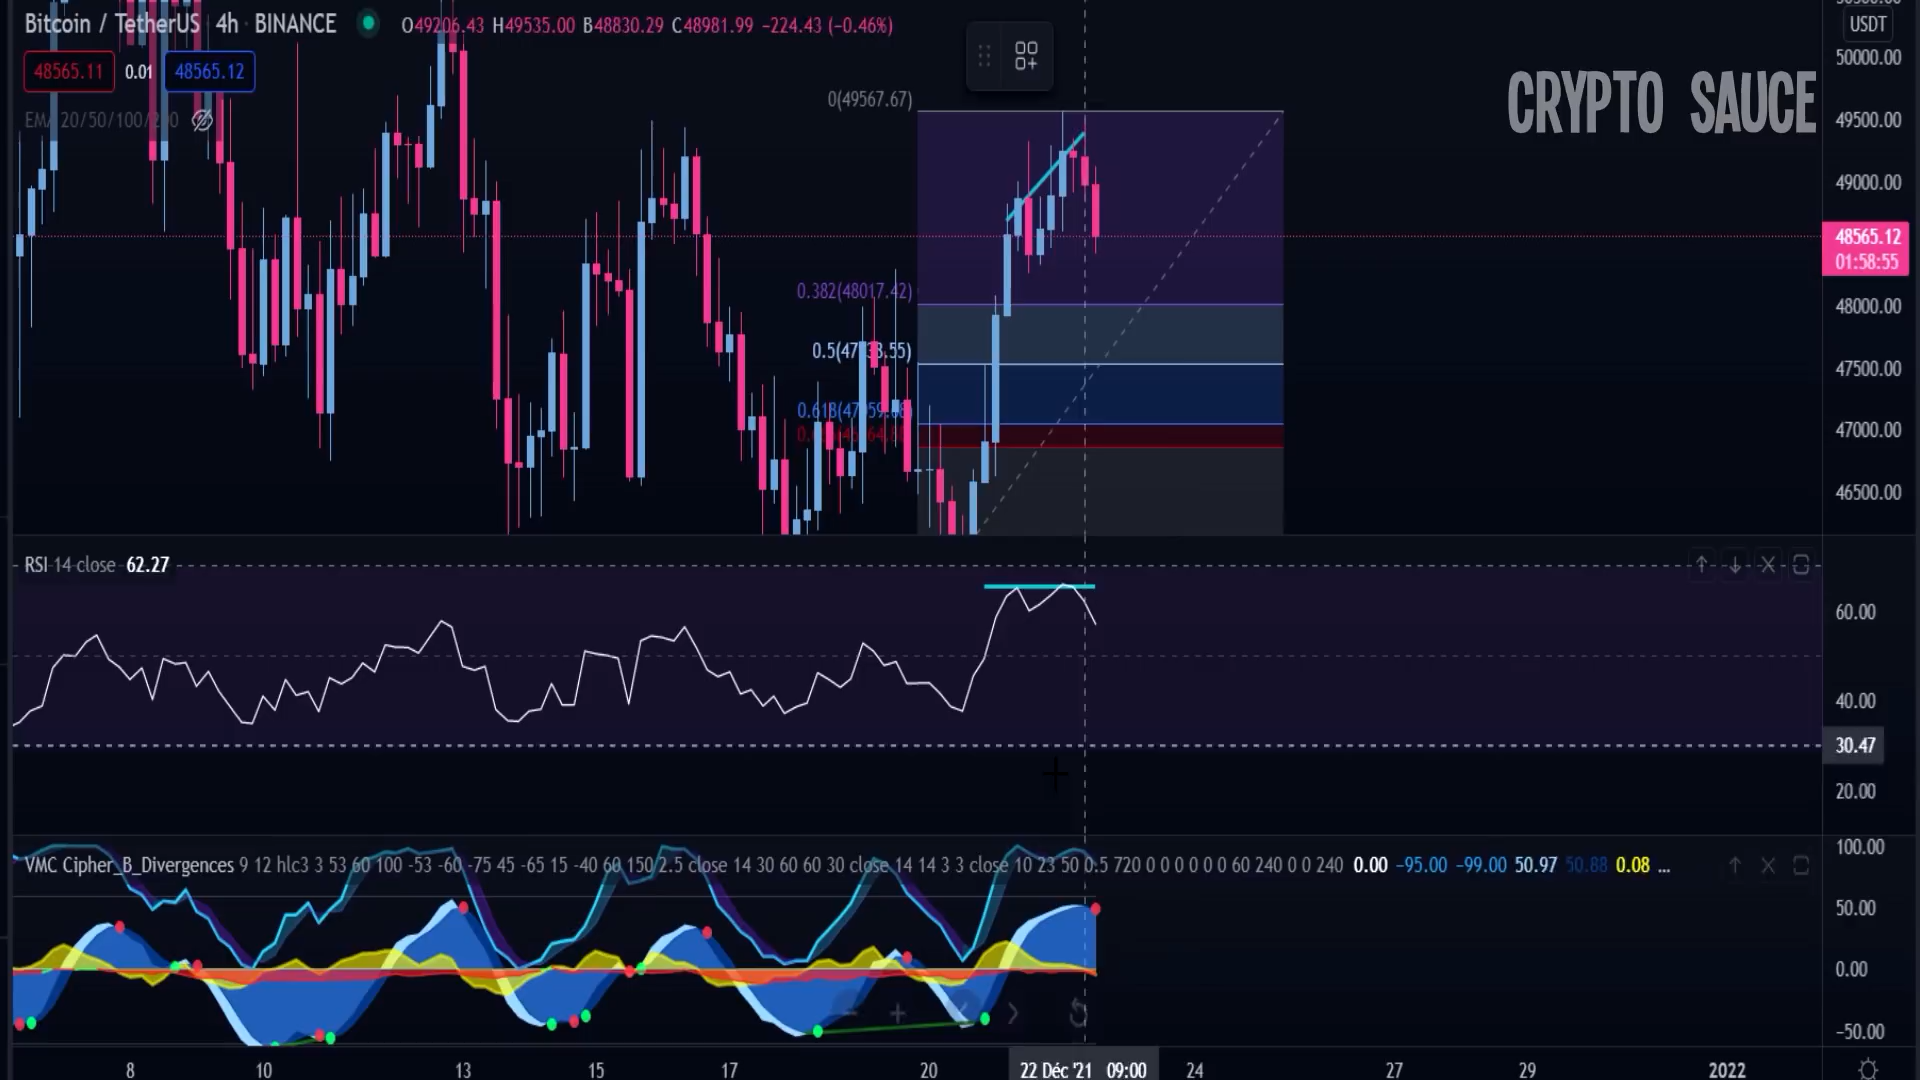 Bitcoin / TetherUS · 4h · BINANCE
O49206.43 H49535.00 B48830.29 C48981.99 −224.43 (−0.46%)
48565.11 0.01 48565.12
EMA 20/50/100/200
CRYPTO SAUCE
USDT
50000.00
49500.00
49000.00
48565.12
01:58:55
48000.00
47500.00
47000.00
46500.00
0(49567.67)
0.382(48017.42)
RSI 14 close 62.27
60.00
40.00
30.47
20.00
VMC Cipher_B_Divergences 9 12 hlc3 3 53 60 100 -53 -60 -75 45 -65 15 -40 60 150 2.5 close 14 30 60 60 30 close 14 14 3 3 close 10 23 50 0.5 720 0 0 0 0 0 0 60 240 0 0 240 0.00 −95.00 −99.00 50.97 50.88 0.08 ...
100.00
50.00
0.00
−50.00
8 10 13 15 17 20 22 Déc '21 09:00 24 27 29 2022